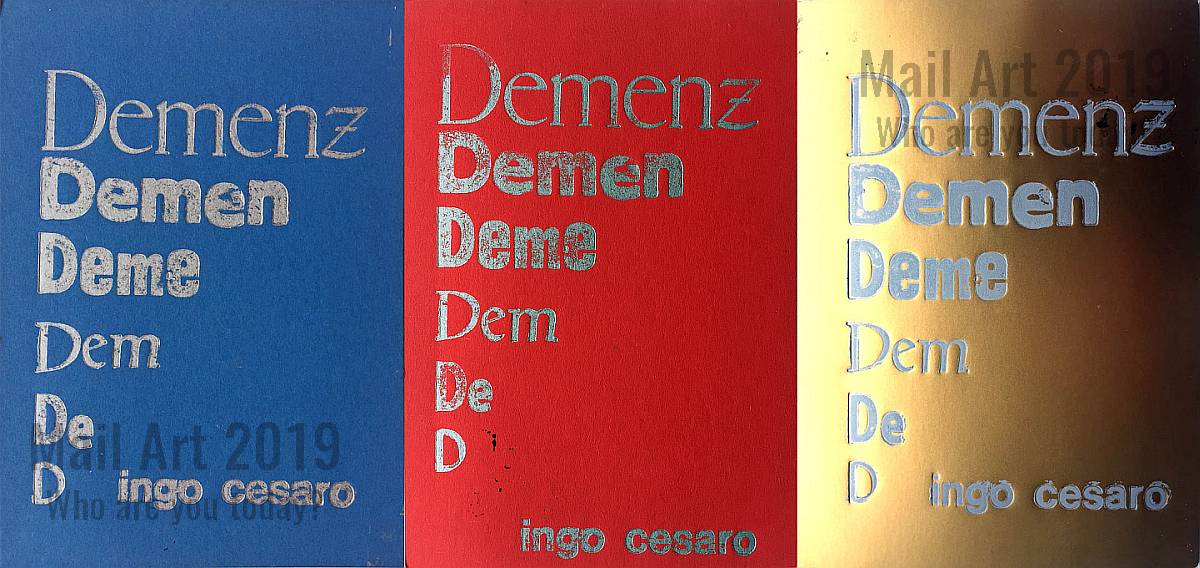 Demenz
Demen
Deme
Dem
De
Mail Art 2019
D ingo cesaro
Who are you today?
Demenz
Demen
Deme
Dem
De
D
ingo cesaro
Mail Art 2019
Demenz
Who are you today?
Demen
Deme
Dem
De
D ingo cesaro